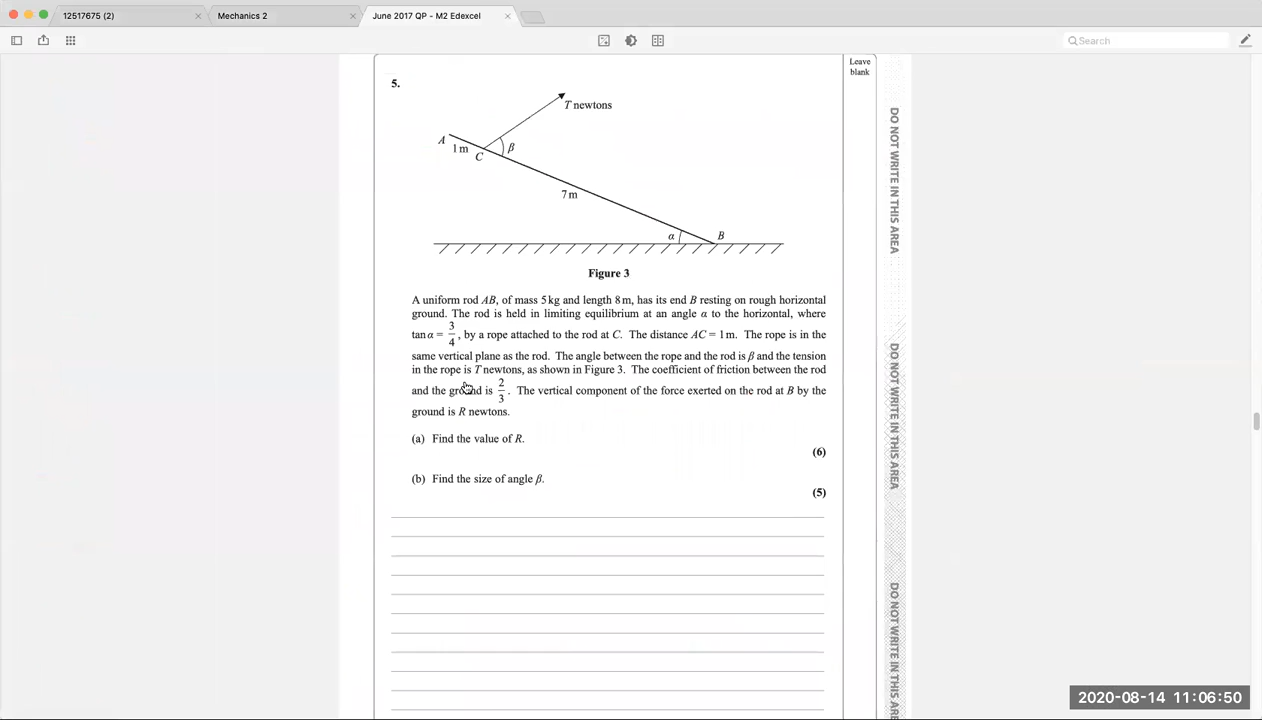 12517675 (2)
Mechanics 2
June 2017 QP - M2 Edexcel
Search
Leave
blank
5.
T newtons
A
1 m
C
β
7 m
α
B
Figure 3
A uniform rod AB, of mass 5 kg and length 8 m, has its end B resting on rough horizontal
ground. The rod is held in limiting equilibrium at an angle α to the horizontal, where
tan α = 3/4, by a rope attached to the rod at C. The distance AC = 1 m. The rope is in the
same vertical plane as the rod. The angle between the rope and the rod is β and the tension
in the rope is T newtons, as shown in Figure 3. The coefficient of friction between the rod
and the ground is 2/3. The vertical component of the force exerted on the rod at B by the
ground is R newtons.
(a) Find the value of R.
(6)
(b) Find the size of angle β.
(5)
DO NOT WRITE IN THIS AREA
DO NOT WRITE IN THIS AREA
DO NOT WRITE IN THIS ARE
2020-08-14 11:06:50